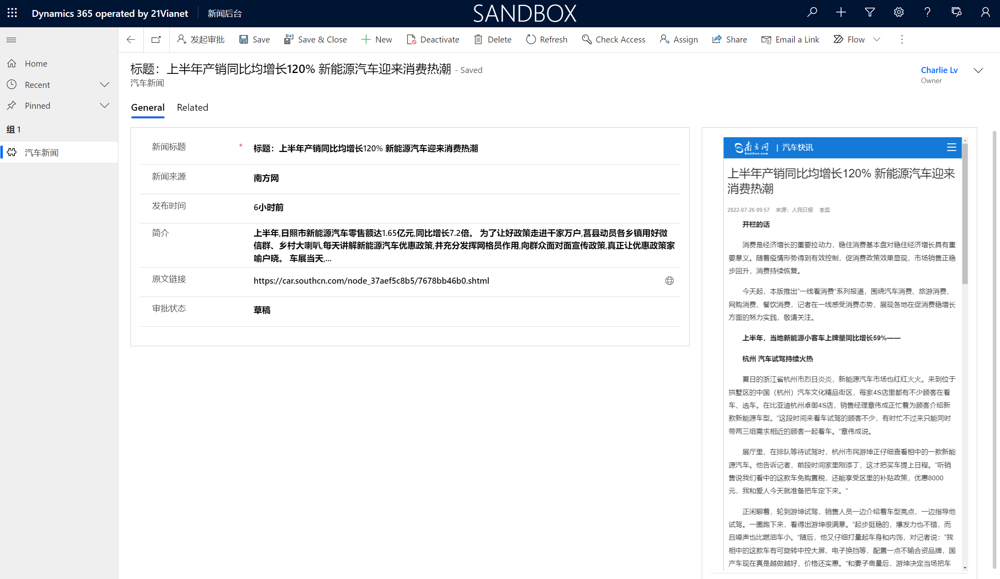 Dynamics 365 operated by 21Vianet
新闻后台
SANDBOX
发起审批
Save
Save & Close
New
Deactivate
Delete
Refresh
Check Access
Assign
Share
Email a Link
Flow
Home
Recent
Pinned
组 1
汽车新闻
标题：上半年产销同比均增长120% 新能源汽车迎来消费热潮 - Saved
汽车新闻
Charlie Lv
Owner
General
Related
新闻标题 * 标题：上半年产销同比均增长120% 新能源汽车迎来消费热潮
新闻来源 南方网
发布时间 6小时前
简介 上半年,日照市新能源汽车零售额达1.65亿元,同比增长7.2倍。 为了让好政策走进千家万户,莒县动员各乡镇用好微
信群、乡村大喇叭,每天讲解新能源汽车优惠政策,并充分发挥网格员作用,向群众面对面宣传政策,真正让优惠政策家
喻户晓。 车展当天,...
原文链接 https://car.southcn.com/node_37aef5c8b5/7678bb46b0.shtml
审批状态 草稿
南方网 | 汽车快讯
Southcn.com
上半年产销同比均增长120% 新能源汽车迎来
消费热潮
2022-07-26 09:57 来源：人民日报 李蕊
开栏的话
消费是经济增长的重要拉动力，稳住消费基本盘对稳住经济增长具有重
要意义。随着疫情形势得到有效控制，促消费政策效果显现，市场销售正稳
步回升，消费持续恢复。
今天起，本版推出“一线看消费”系列报道，围绕汽车消费、旅游消费、
网购消费、餐饮消费，记者在一线感受消费态势，展现各地在促消费稳增长
方面的努力实践，敬请关注。
上半年，当地新能源小客车上牌量同比增长59%——
杭州 汽车试驾持续火热
夏日的浙江省杭州市烈日炎炎，新能源汽车市场也红红火火。来到位于
拱墅区的中国（杭州）汽车文化精品街区，每家4S店里都有不少顾客在看
车、选车。在比亚迪杭州卓御4S店，销售经理章伟成正忙着为顾客介绍新
款新能源车型。“这段时间来看车试驾的顾客不少，有时忙不过来只能同时
带两三组需求相近的顾客一起看车。”章伟成说。
展厅里，在排队等待试驾时，杭州市民游坤正仔细查看相中的一款新能
源汽车。他告诉记者，前段时间家里刚添丁，这才把买车提上日程。“听销
售说我们看中的这款车免购置税，还能享受区里的补贴政策，优惠8000
元，我和爱人今天就准备把车定下来。”
正闲聊着，轮到游坤试驾，销售人员一边介绍着车型亮点，一边指导他
试驾。一圈跑下来，看得出游坤很满意。“起步挺稳的，爆发力也不错，而
且噪声也比燃油车小。”随后，他又仔细打量起车身和内饰，对记者说：“我
相中的这款车有可旋转中控大屏、电子换挡等，配置一点不输合资品牌，国
产车现在真是越做越好，价格还实惠。”和妻子商量后，游坤决定当场把车